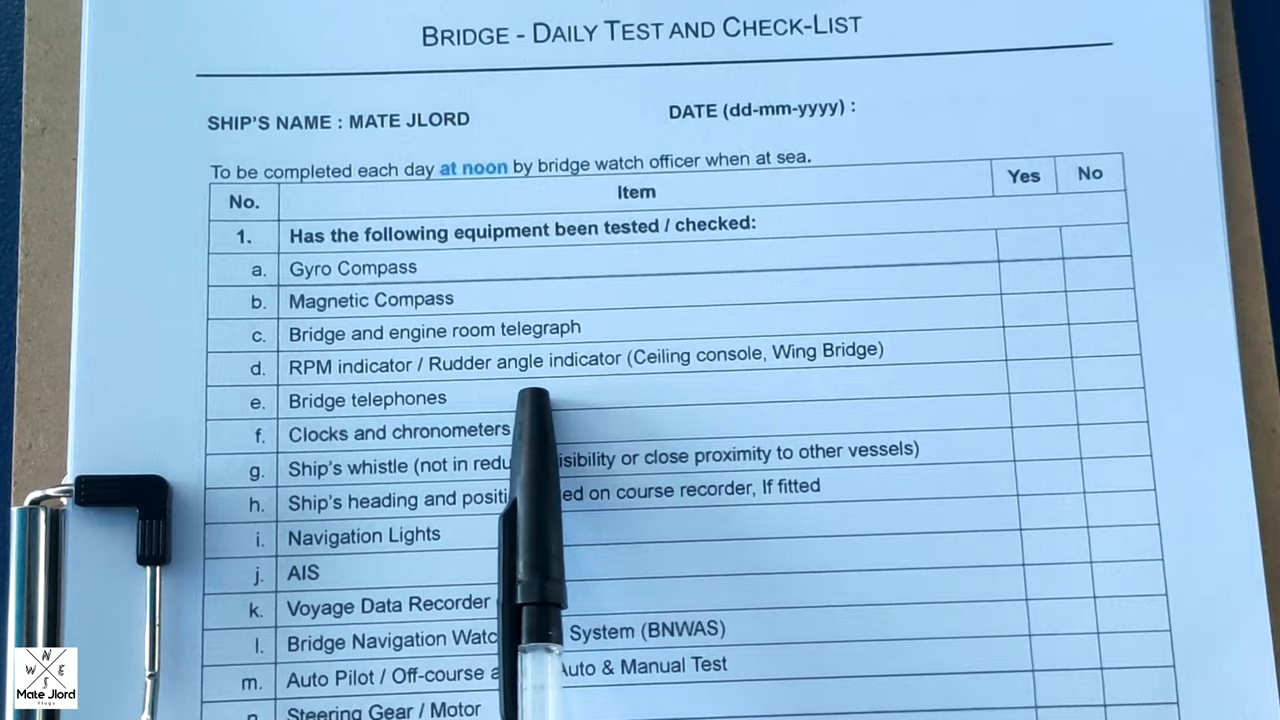 BRIDGE - DAILY TEST AND CHECK-LIST
SHIP'S NAME : MATE JLORD DATE (dd-mm-yyyy) :
To be completed each day at noon by bridge watch officer when at sea.
No. Item Yes No
1. Has the following equipment been tested / checked:
a. Gyro Compass
b. Magnetic Compass
c. Bridge and engine room telegraph
d. RPM indicator / Rudder angle indicator (Ceiling console, Wing Bridge)
e. Bridge telephones
f. Clocks and chronometers
g. Ship's whistle (not in or close proximity to other vessels)
h. Ship's heading and on course recorder, If fitted
i. Navigation Lights
j. AIS
k. Voyage Data Recorder
l. Bridge Navigation System (BNWAS)
m. Auto Pilot / Off-course Auto & Manual Test
n. Steering Gear / Motor
N
W E
S
Mate Jlord
Vlogs